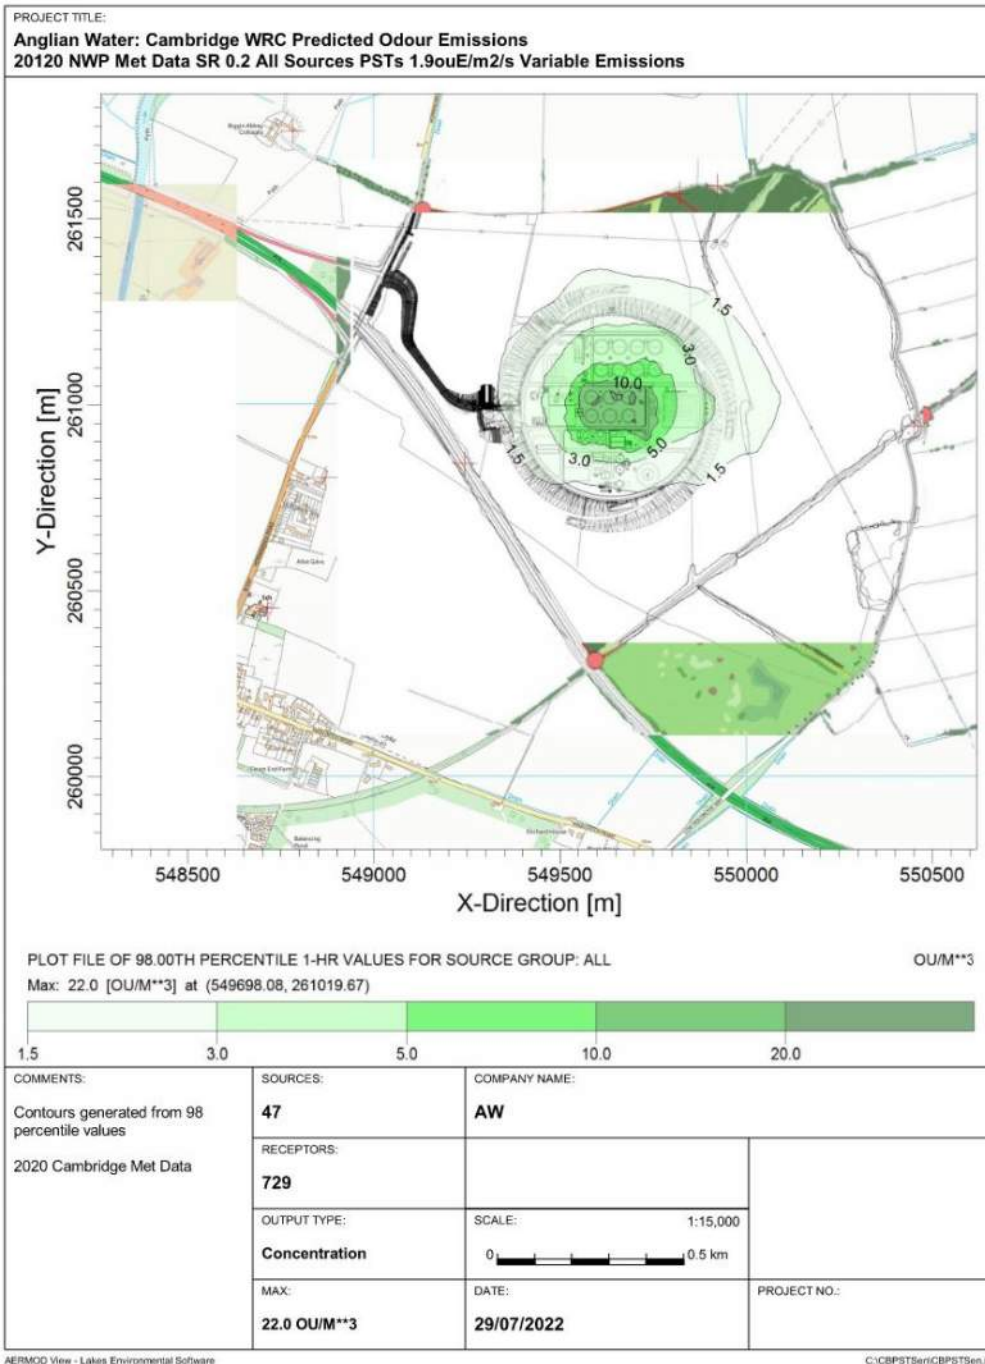 PROJECT TITLE:
Anglian Water: Cambridge WRC Predicted Odour Emissions
20120 NWP Met Data SR 0.2 All Sources PSTs 1.9ouE/m2/s Variable Emissions
Path
Path
Path
1.5
3.0
10.0
5.0
3.0
1.5
1.5
Balancing
Pond
Y-Direction [m]
261500
261000
260500
260000
548500 549000 549500 550000 550500
X-Direction [m]
PLOT FILE OF 98.00TH PERCENTILE 1-HR VALUES FOR SOURCE GROUP: ALL OU/M**3
Max: 22.0 [OU/M**3] at (549698.08, 261019.67)
1.5 3.0 5.0 10.0 20.0
COMMENTS:
Contours generated from 98
percentile values
2020 Cambridge Met Data
SOURCES:
47
COMPANY NAME:
AW
RECEPTORS:
729
OUTPUT TYPE:
Concentration
SCALE: 1:15,000
0 0.5 km
MAX:
22.0 OU/M**3
DATE:
29/07/2022
PROJECT NO.:
AERMOD View - Lakes Environmental Software